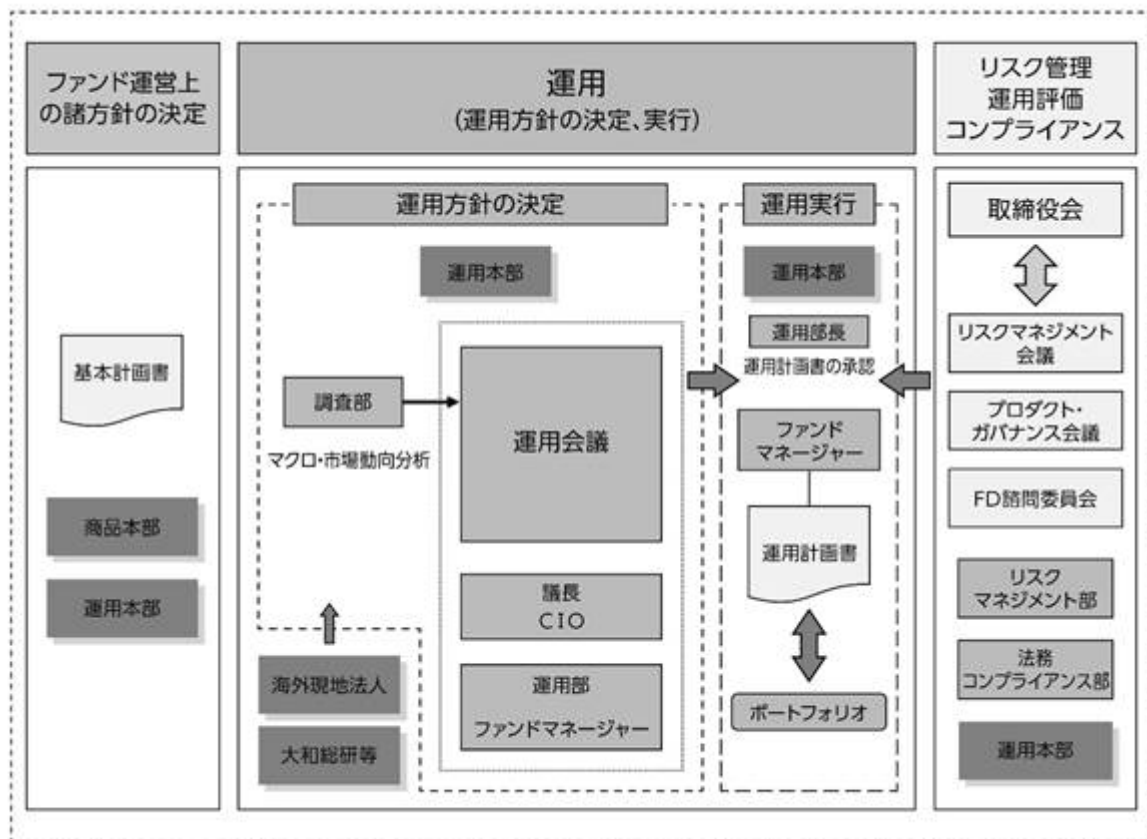 ファンド運営上
の諸方針の決定
運用
(運用方針の決定、実行)
リスク管理
運用評価
コンプライアンス
基本計画書
商品本部
運用本部
運用方針の決定
運用本部
調査部
マクロ・市場動向分析
運用会議
議長
CIO
運用部
ファンドマネージャー
海外現地法人
大和総研等
運用実行
運用本部
運用部長
運用計画書の承認
ファンド
マネージャー
運用計画書
ポートフォリオ
取締役会
リスクマネジメント
会議
プロダクト・
ガバナンス会議
FD諮問委員会
リスク
マネジメント部
法務
コンプライアンス部
運用本部